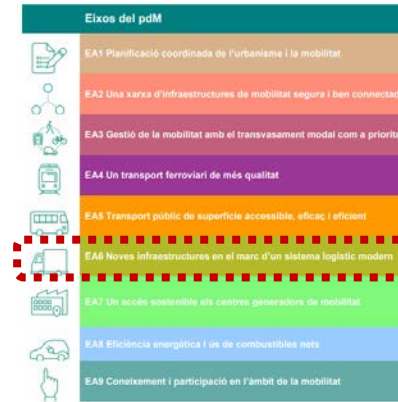 Eixos del pdM
EA1 Planificació coordinada de l'urbanisme i la mobilitat
EA2 Una xarxa d'infraestructures de mobilitat segura i ben connectad
EA3 Gestió de la mobilitat amb el transvasament modal com a priorita
EA4 Un transport ferroviari de més qualitat
EA5 Transport públic de superfície accessible, eficaç i eficient
EA6 Noves infraestructures en el marc d'un sistema logístic modern
EA7 Un accés sostenible als centres generadors de mobilitat
EA8 Eficiència energètica i ús de combustibles nets
EA9 Coneixement i participació en l'àmbit de la mobilitat